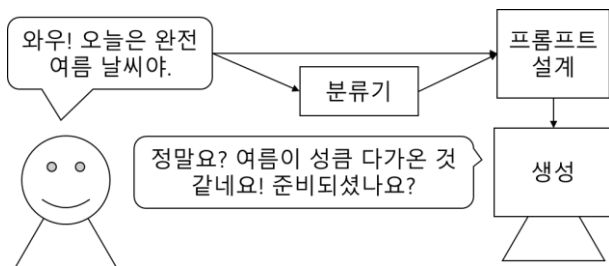 와우! 오늘은 완전
여름 날씨야.
프롬프트
설계
분류기
정말요? 여름이 성큼 다가온 것
같네요! 준비되셨나요?
생성